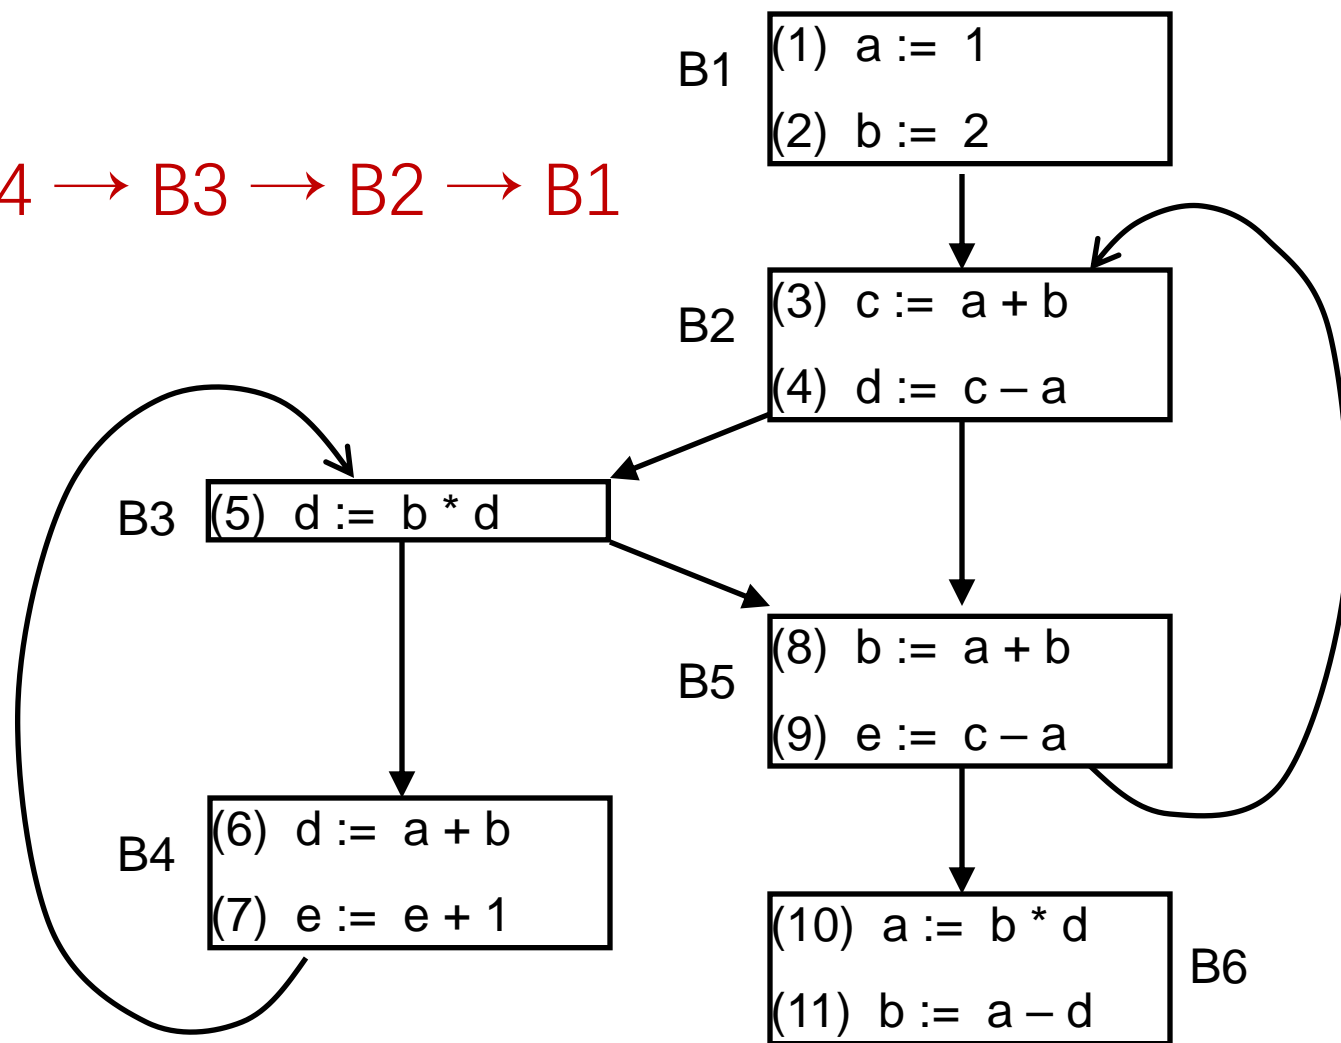 B1
(1) a := 1
(2) b := 2
4 → B3 → B2 → B1
B2
(3) c := a + b
(4) d := c – a
B3
(5) d := b * d
B5
(8) b := a + b
(9) e := c – a
B4
(6) d := a + b
(7) e := e + 1
(10) a := b * d
(11) b := a – d
B6